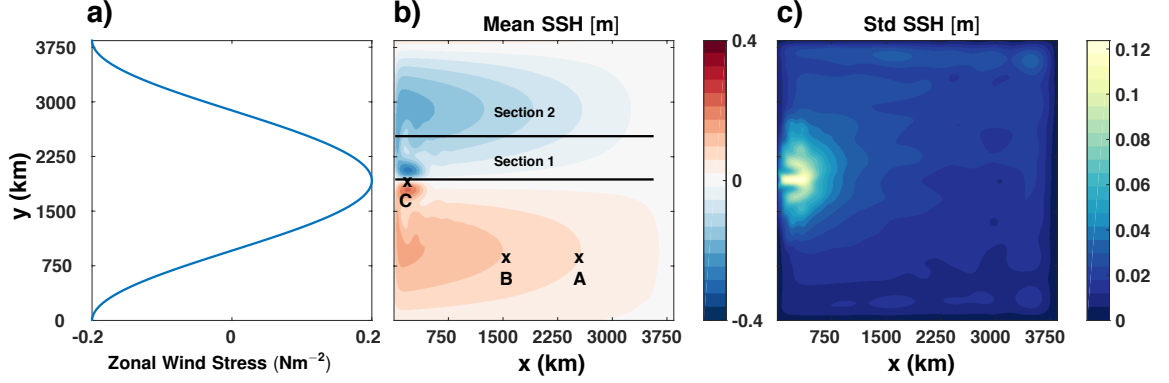 a)
3750
3000
2250
1500
750
0
y (km)
-0.2
0
0.2
Zonal Wind Stress (Nm⁻²)
b)
Mean SSH [m]
Section 2
Section 1
x
C
x
B
x
A
750
1500
2250
3000
3750
x (km)
0.4
0
-0.4
c)
Std SSH [m]
750
1500
2250
3000
3750
x (km)
0.12
0.1
0.08
0.06
0.04
0.02
0